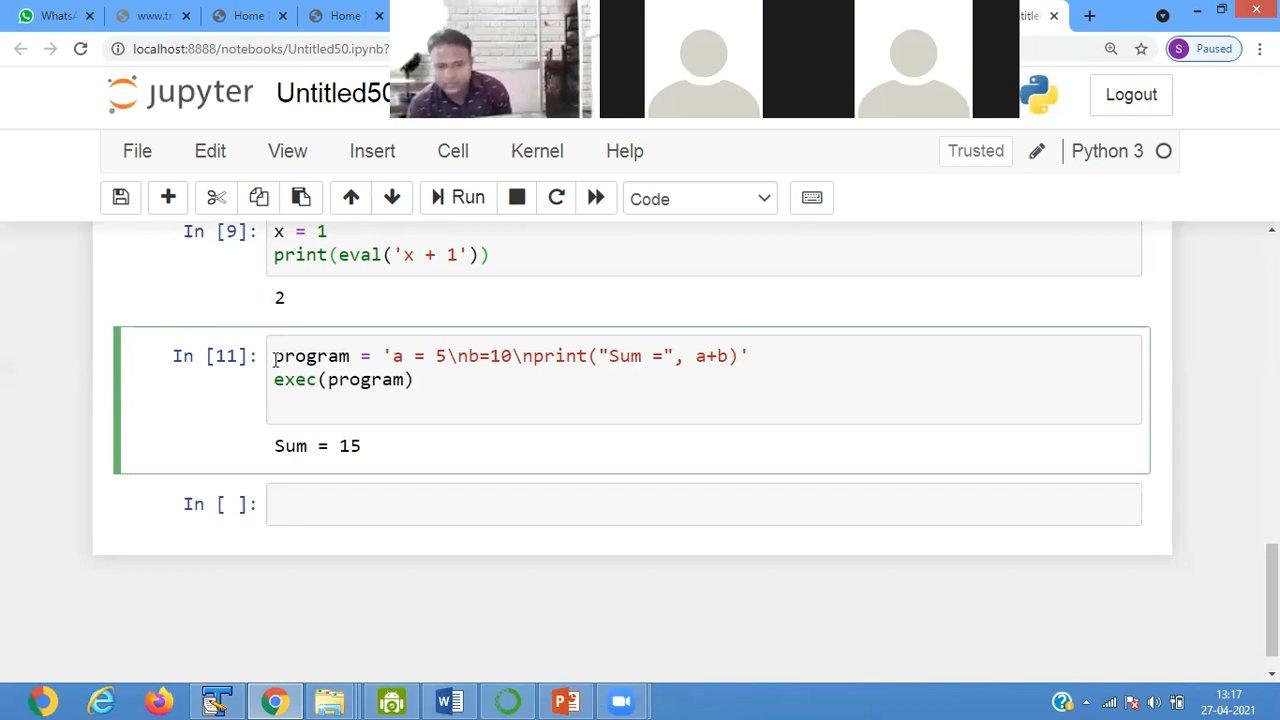 WhatsA
www.tr
Home
Home
itles
localhost:8888/notebooks/Untitled50.ipynb?
S Paused
jupyter Untitled50
Logout
File Edit View Insert Cell Kernel Help Trusted Python 3
Run Code
In [9]: x = 1
print(eval('x + 1'))
2
In [11]: program = 'a = 5\nb=10\nprint("Sum =", a+b)'
exec(program)
Sum = 15
In [ ]:
13:17
27-04-2021